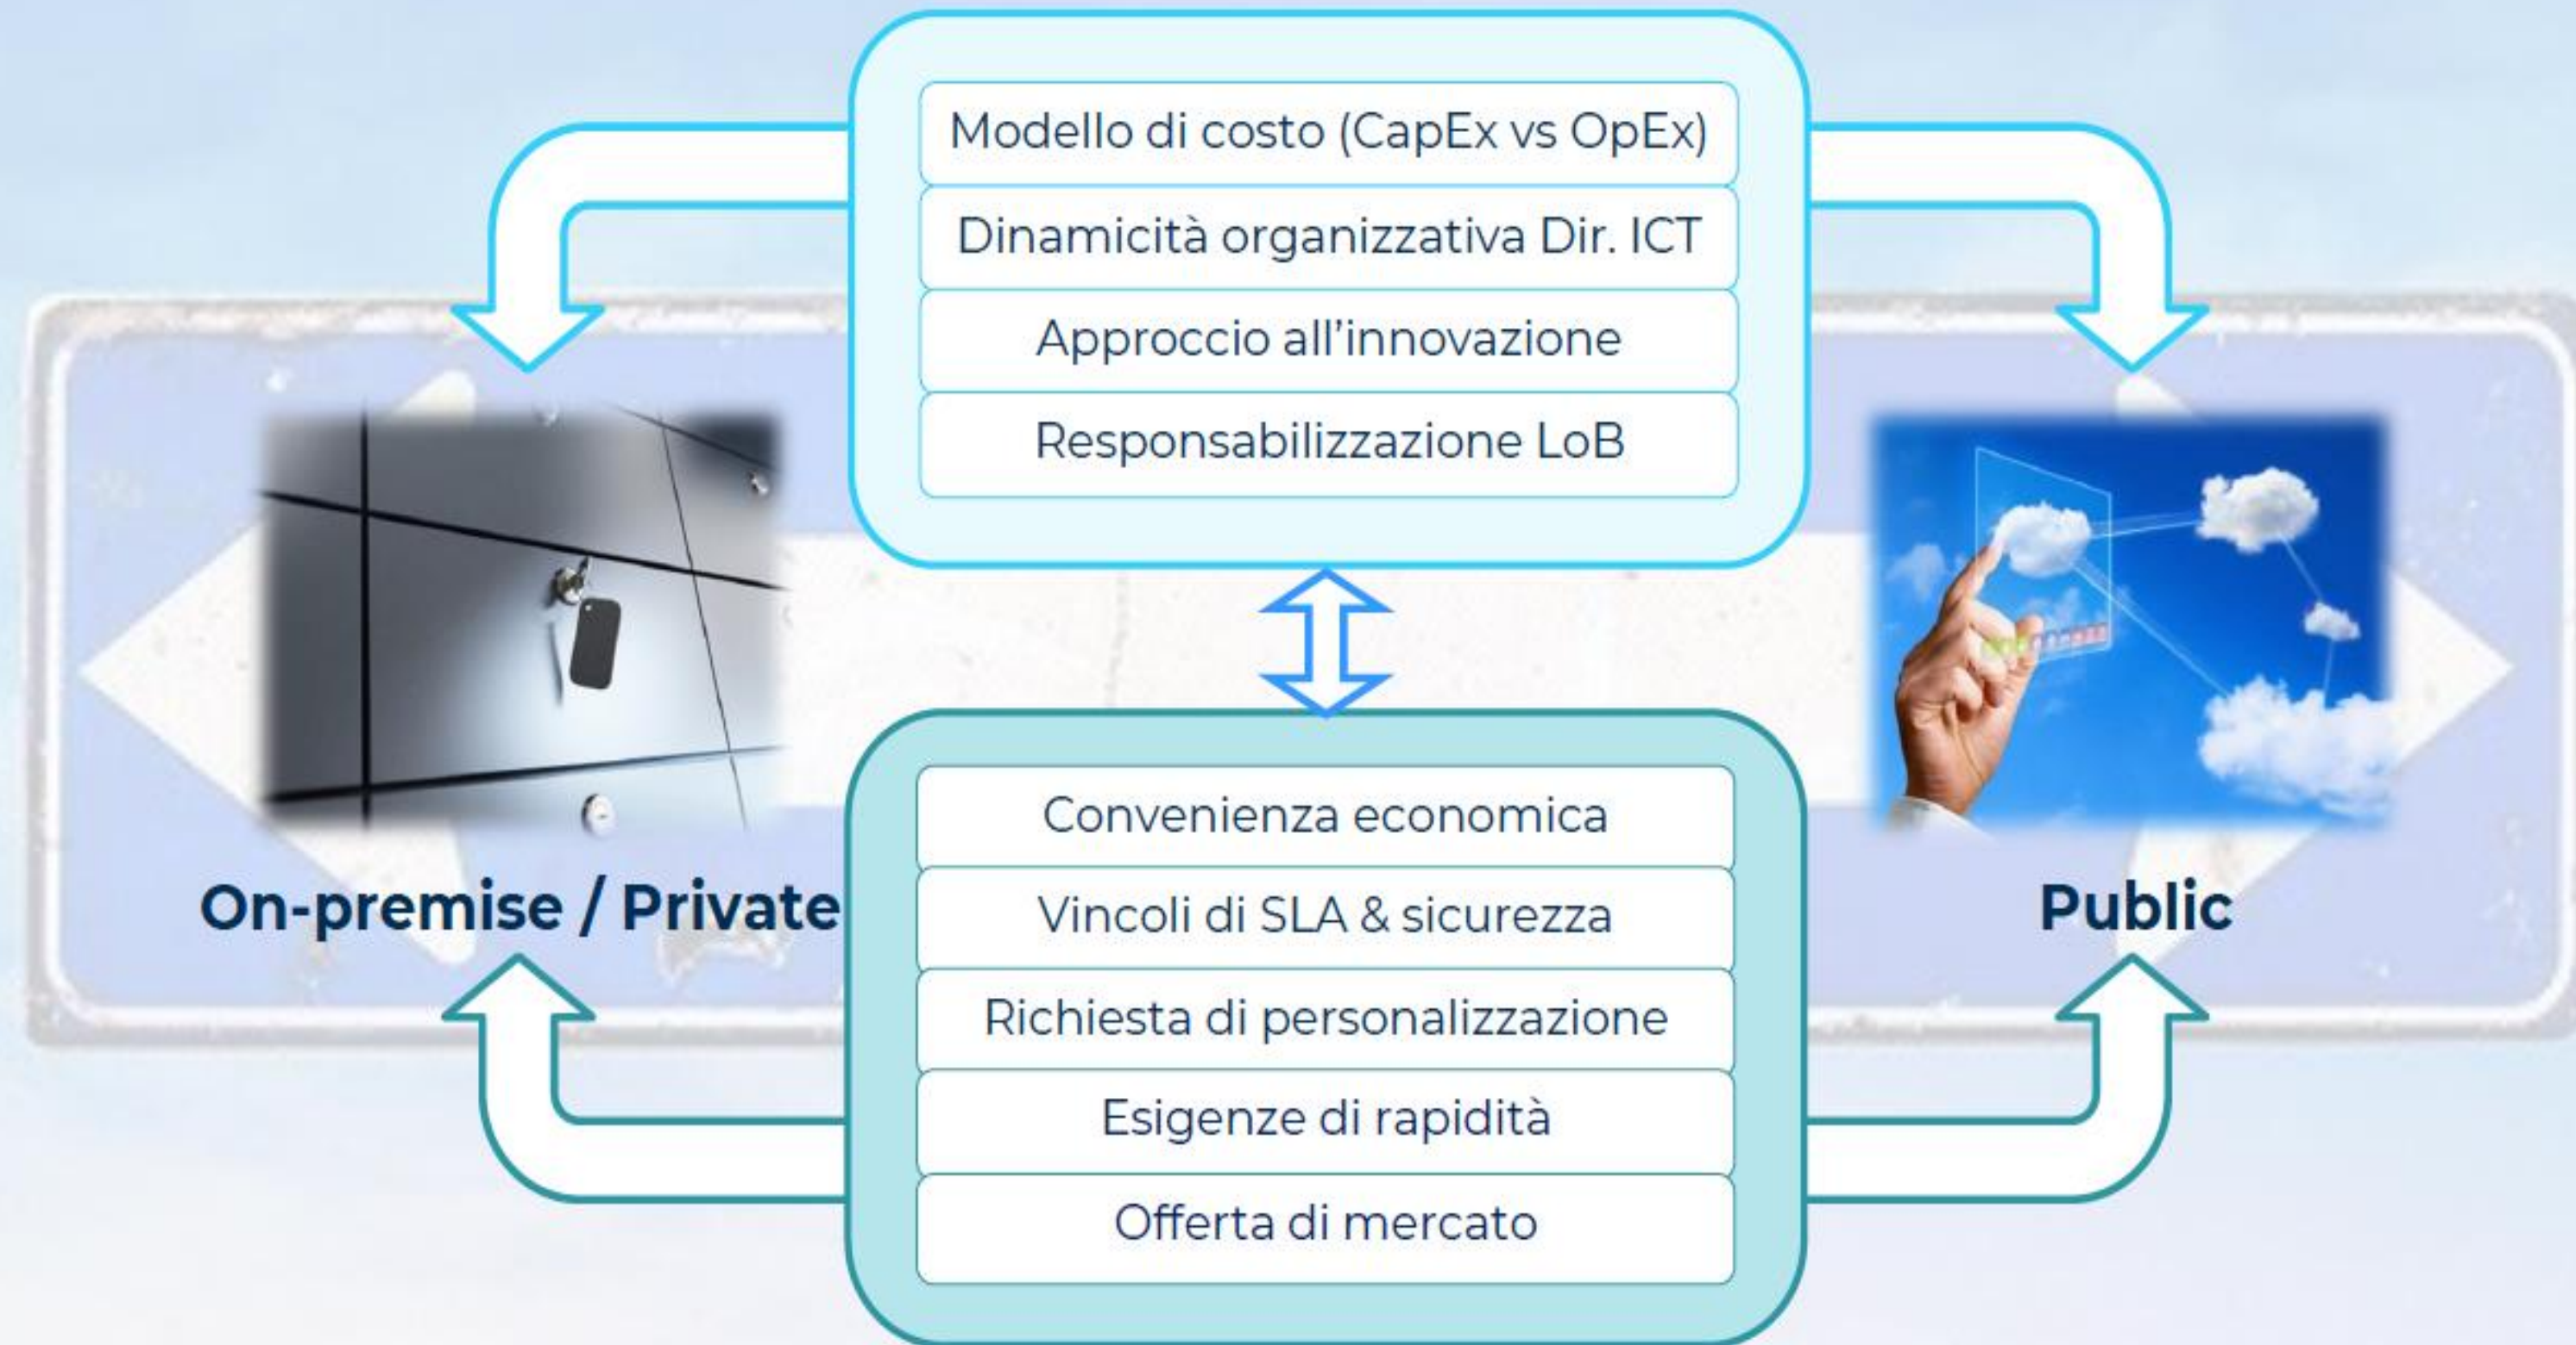 Modello di costo (CapEx vs OpEx)
Dinamicità organizzativa Dir. ICT
Approccio all'innovazione
Responsabilizzazione LoB
On-premise / Private
Public
Convenienza economica
Vincoli di SLA & sicurezza
Richiesta di personalizzazione
Esigenze di rapidità
Offerta di mercato